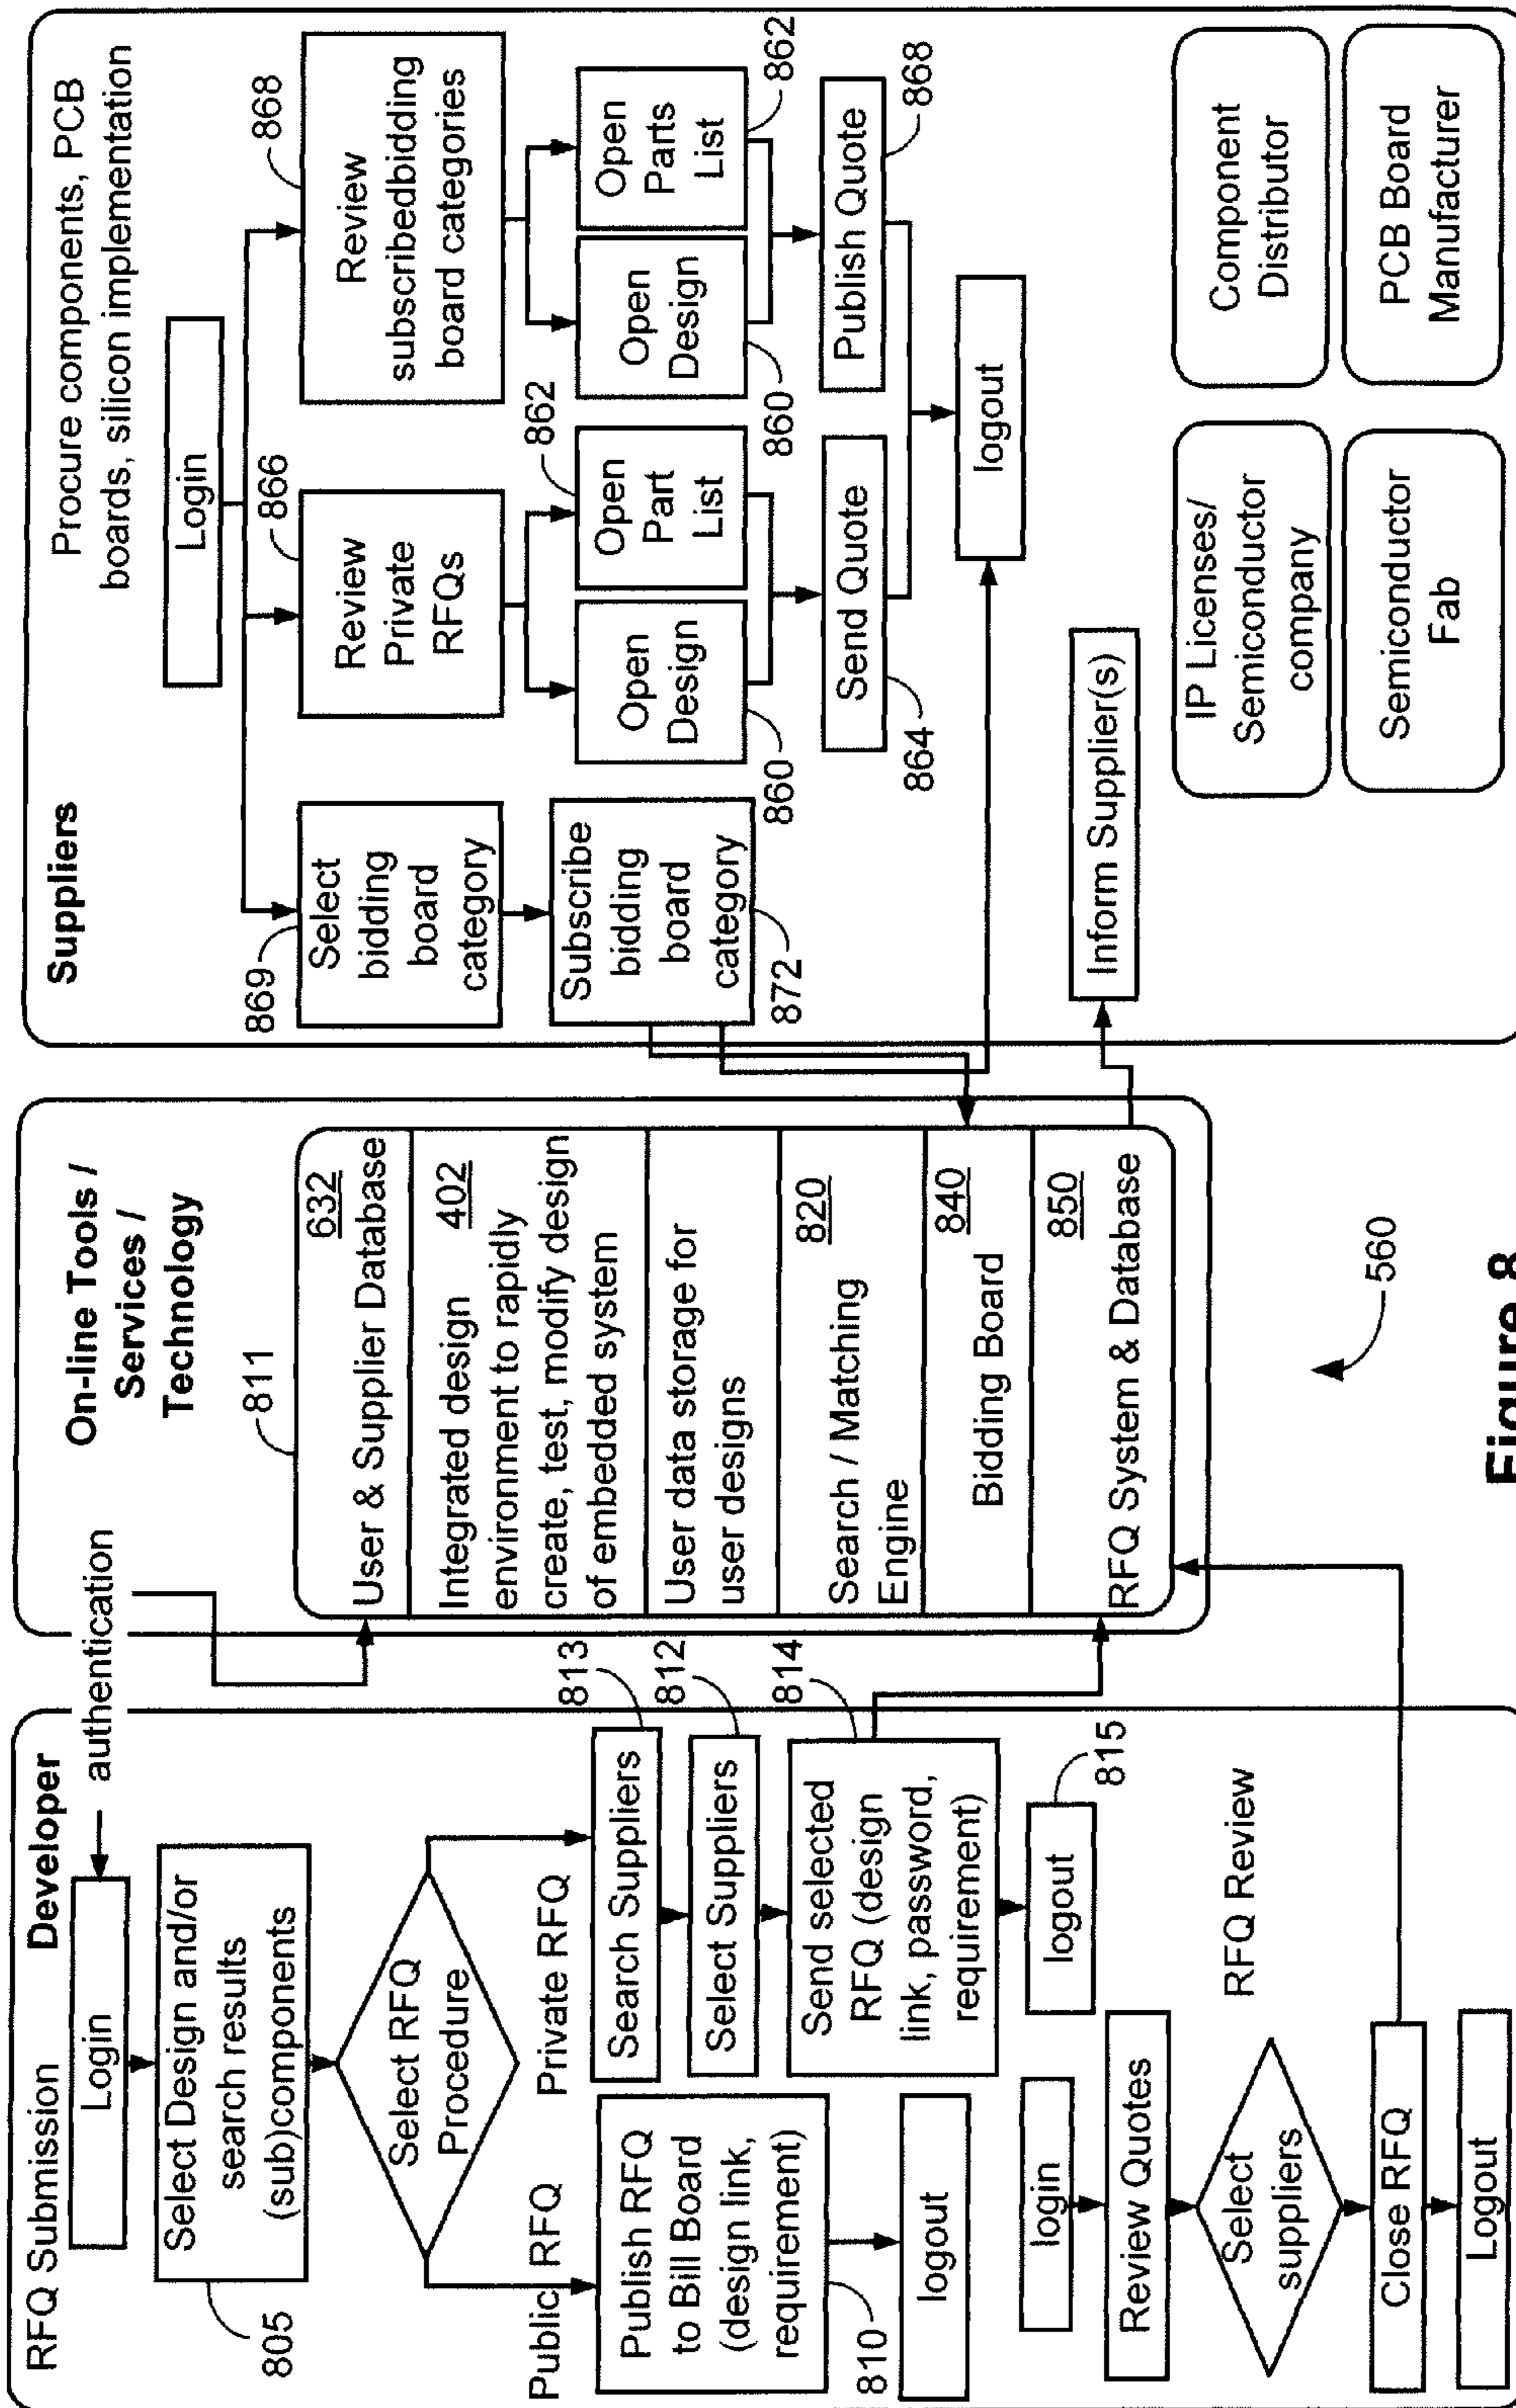 RFQ Submission
Developer
authentication
Login
Select Design and/or
search results
(sub)components
805
Select RFQ
Procedure
Public RFQ
Private RFQ
Publish RFQ
to Bill Board
(design link,
requirement)
810
logout
Search Suppliers
813
Select Suppliers
812
Send selected
RFQ (design
link, password,
requirement)
814
logout
815
RFQ Review
login
Review Quotes
Select
suppliers
Close RFQ
Logout
On-line Tools /
Services /
Technology
811
User & Supplier Database
632
Integrated design
402
environment to rapidly
create, test, modify design
of embedded system
User data storage for
user designs
Search / Matching
820
Engine
840
Bidding Board
850
RFQ System & Database
560
Suppliers
Procure components, PCB
boards, silicon implementation
Login
869
Select
bidding
board
category
Subscribe
bidding
board
category
872
866
Review
Private
RFQs
Open
Design
860
Open
Part
List
862
Send Quote
864
868
Review
subscribedbidding
board categories
Open
Design
860
Open
Parts
List
862
Publish Quote
868
logout
Inform Supplier(s)
IP Licenses/
Semiconductor
company
Component
Distributor
Semiconductor
Fab
PCB Board
Manufacturer
Figure 8